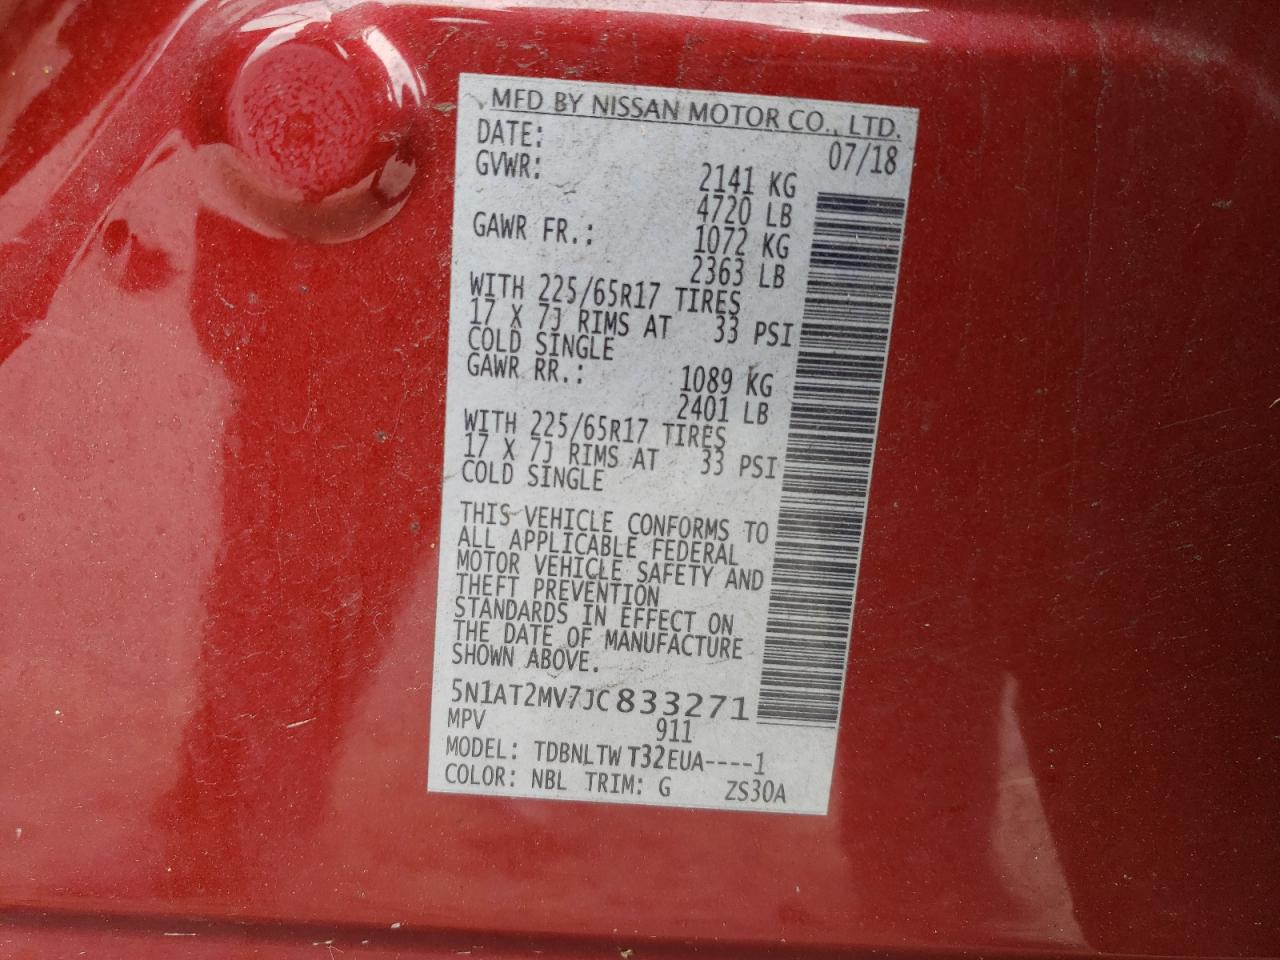 MFD BY NISSAN MOTOR CO., LTD.
DATE: 07/18
GVWR: 2141 KG
4720 LB
GAWR FR.: 1072 KG
2363 LB
WITH 225/65R17 TIRES
17 X 7J RIMS AT 33 PSI
COLD SINGLE
GAWR RR.: 1089 KG
2401 LB
WITH 225/65R17 TIRES
17 X 7J RIMS AT 33 PSI
COLD SINGLE
THIS VEHICLE CONFORMS TO
ALL APPLICABLE FEDERAL
MOTOR VEHICLE SAFETY AND
THEFT PREVENTION
STANDARDS IN EFFECT ON
THE DATE OF MANUFACTURE
SHOWN ABOVE.
5N1AT2MV7JC833271
MPV 911
MODEL: TDBNLTW T32EUA----1
COLOR: NBL TRIM: G ZS30A